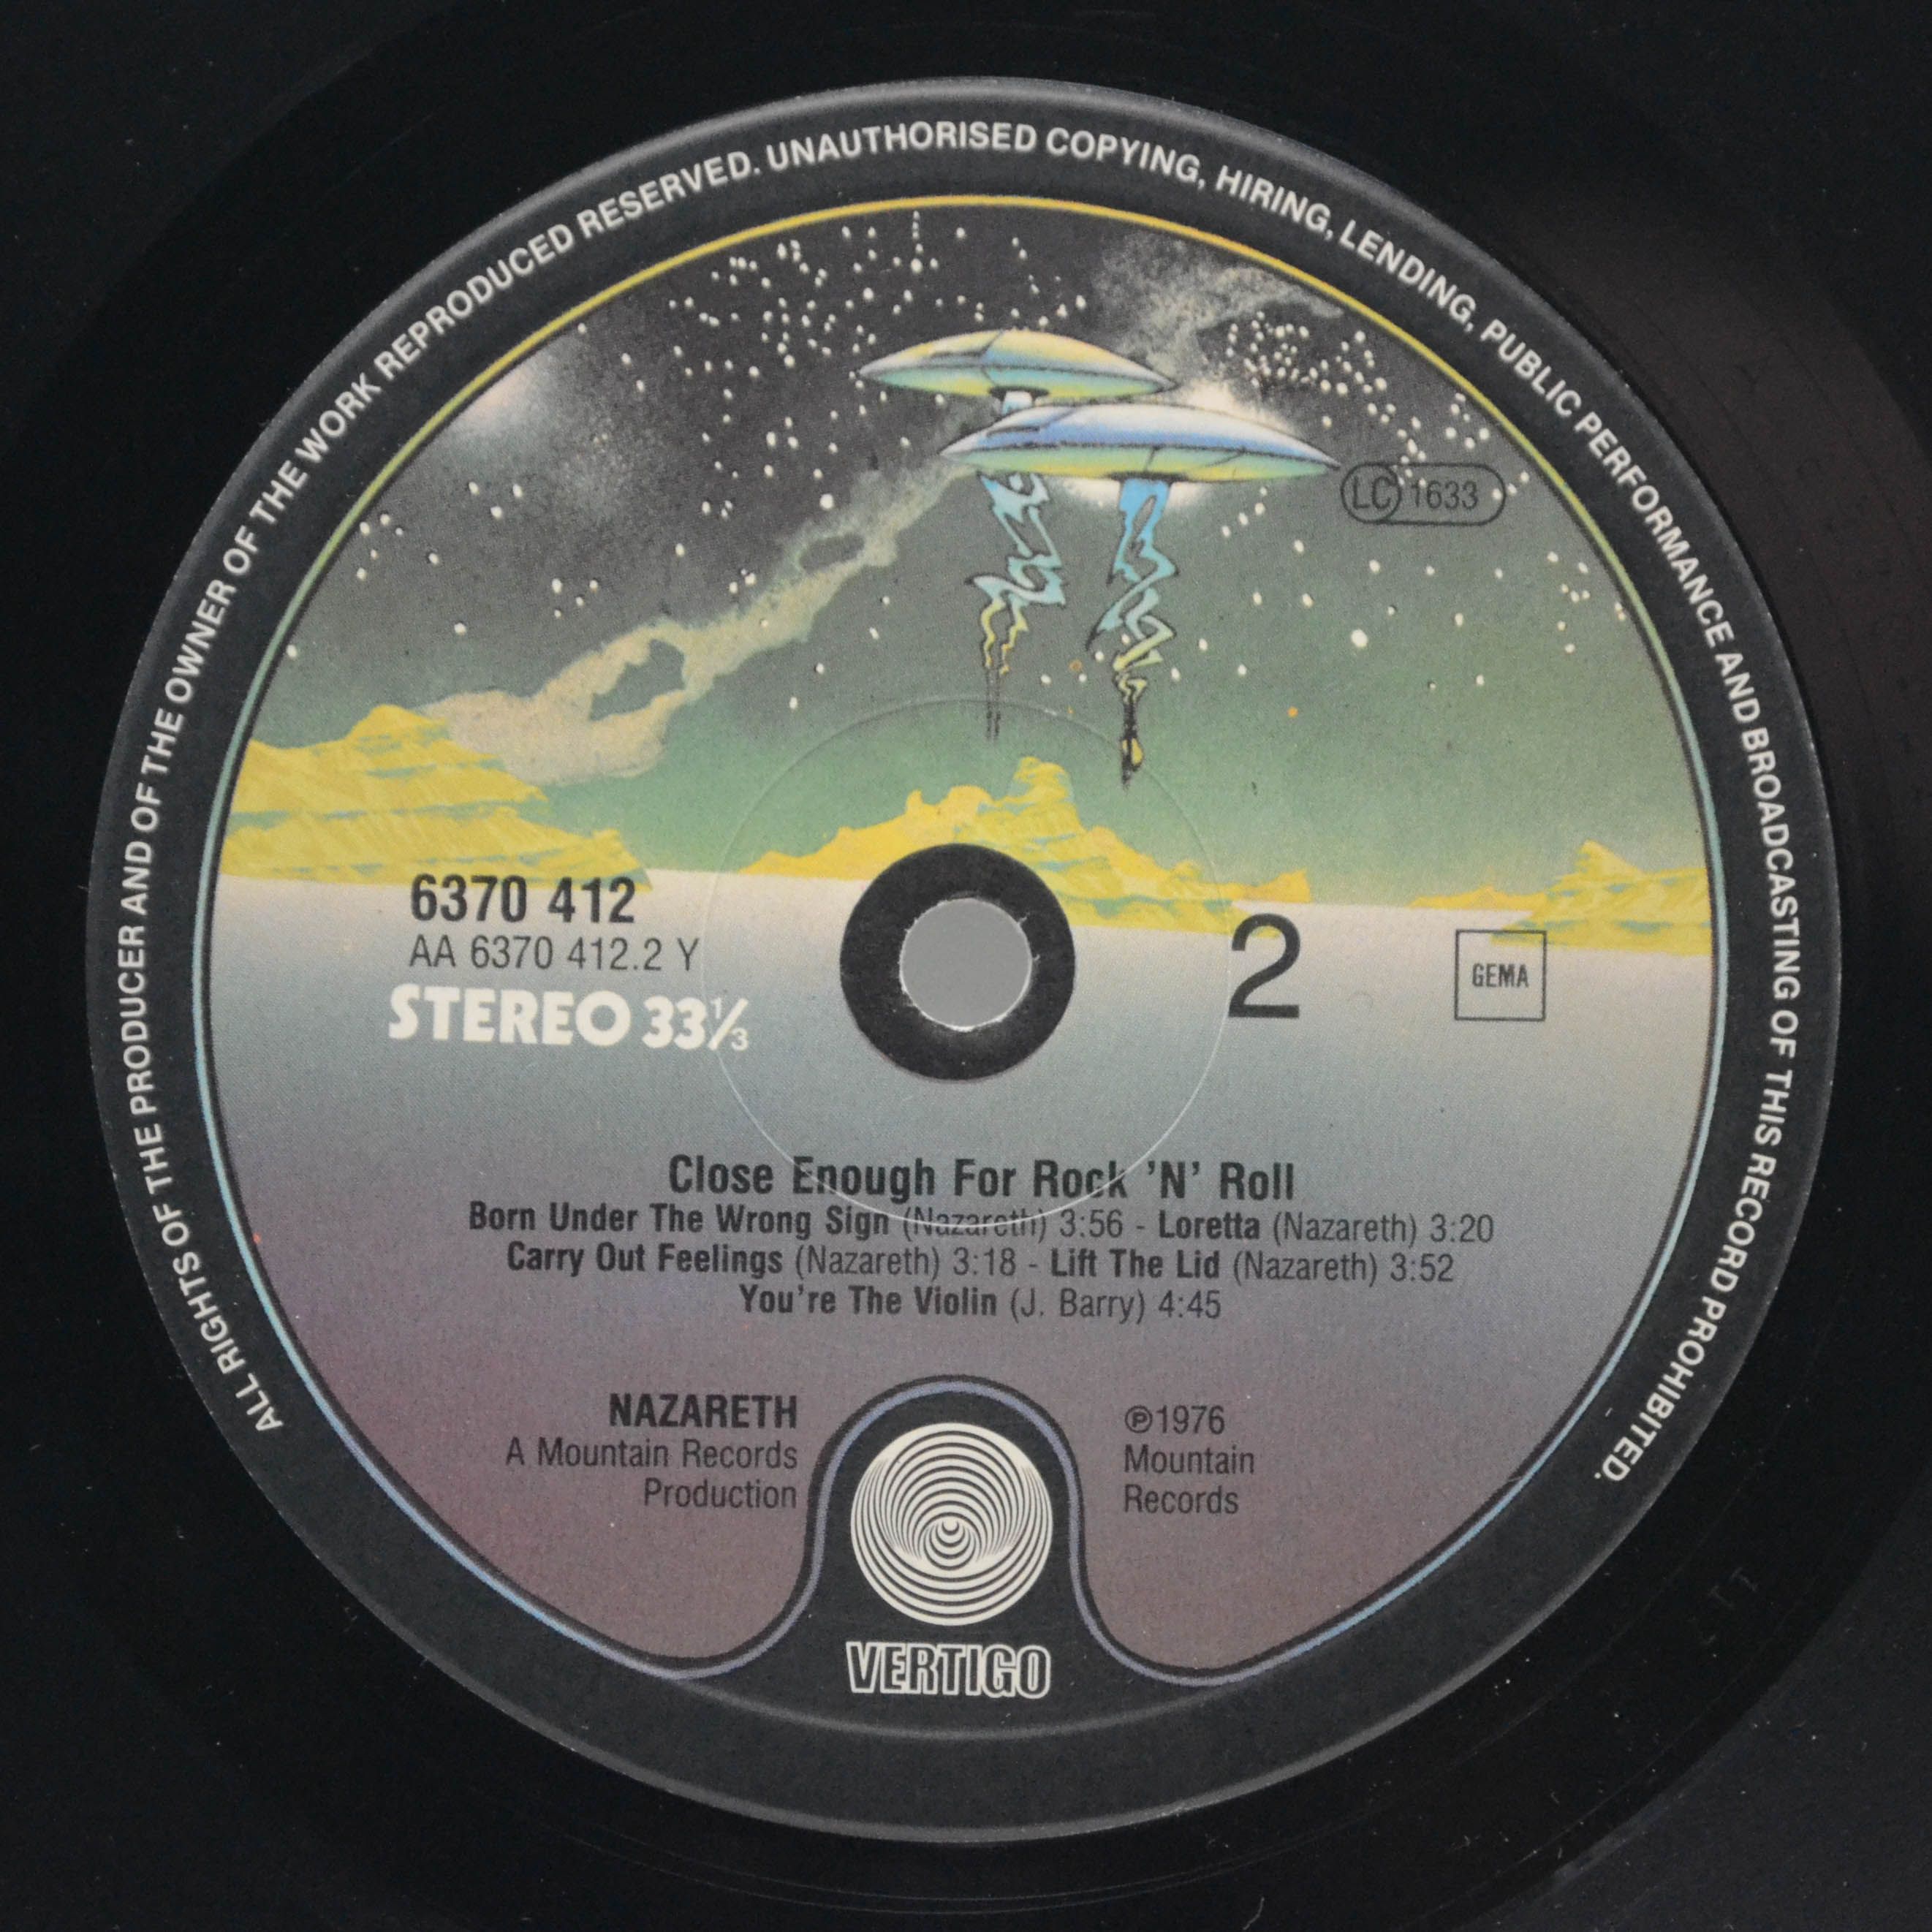 ALL RIGHTS OF THE PRODUCER AND OF THE OWNER OF THE WORK REPRODUCED RESERVED. UNAUTHORISED COPYING, HIRING, LENDING, PUBLIC PERFORMANCE AND BROADCASTING OF THIS RECORD PROHIBITED.
LC 1633
6370 412
AA 6370 412.2 Y
STEREO 33⅓
2
GEMA
Close Enough For Rock 'N' Roll
Born Under The Wrong Sign (Nazareth) 3:56 - Loretta (Nazareth) 3:20
Carry Out Feelings (Nazareth) 3:18 - Lift The Lid (Nazareth) 3:52
You're The Violin (J. Barry) 4:45
NAZARETH
A Mountain Records
Production
℗1976
Mountain
Records
VERTIGO